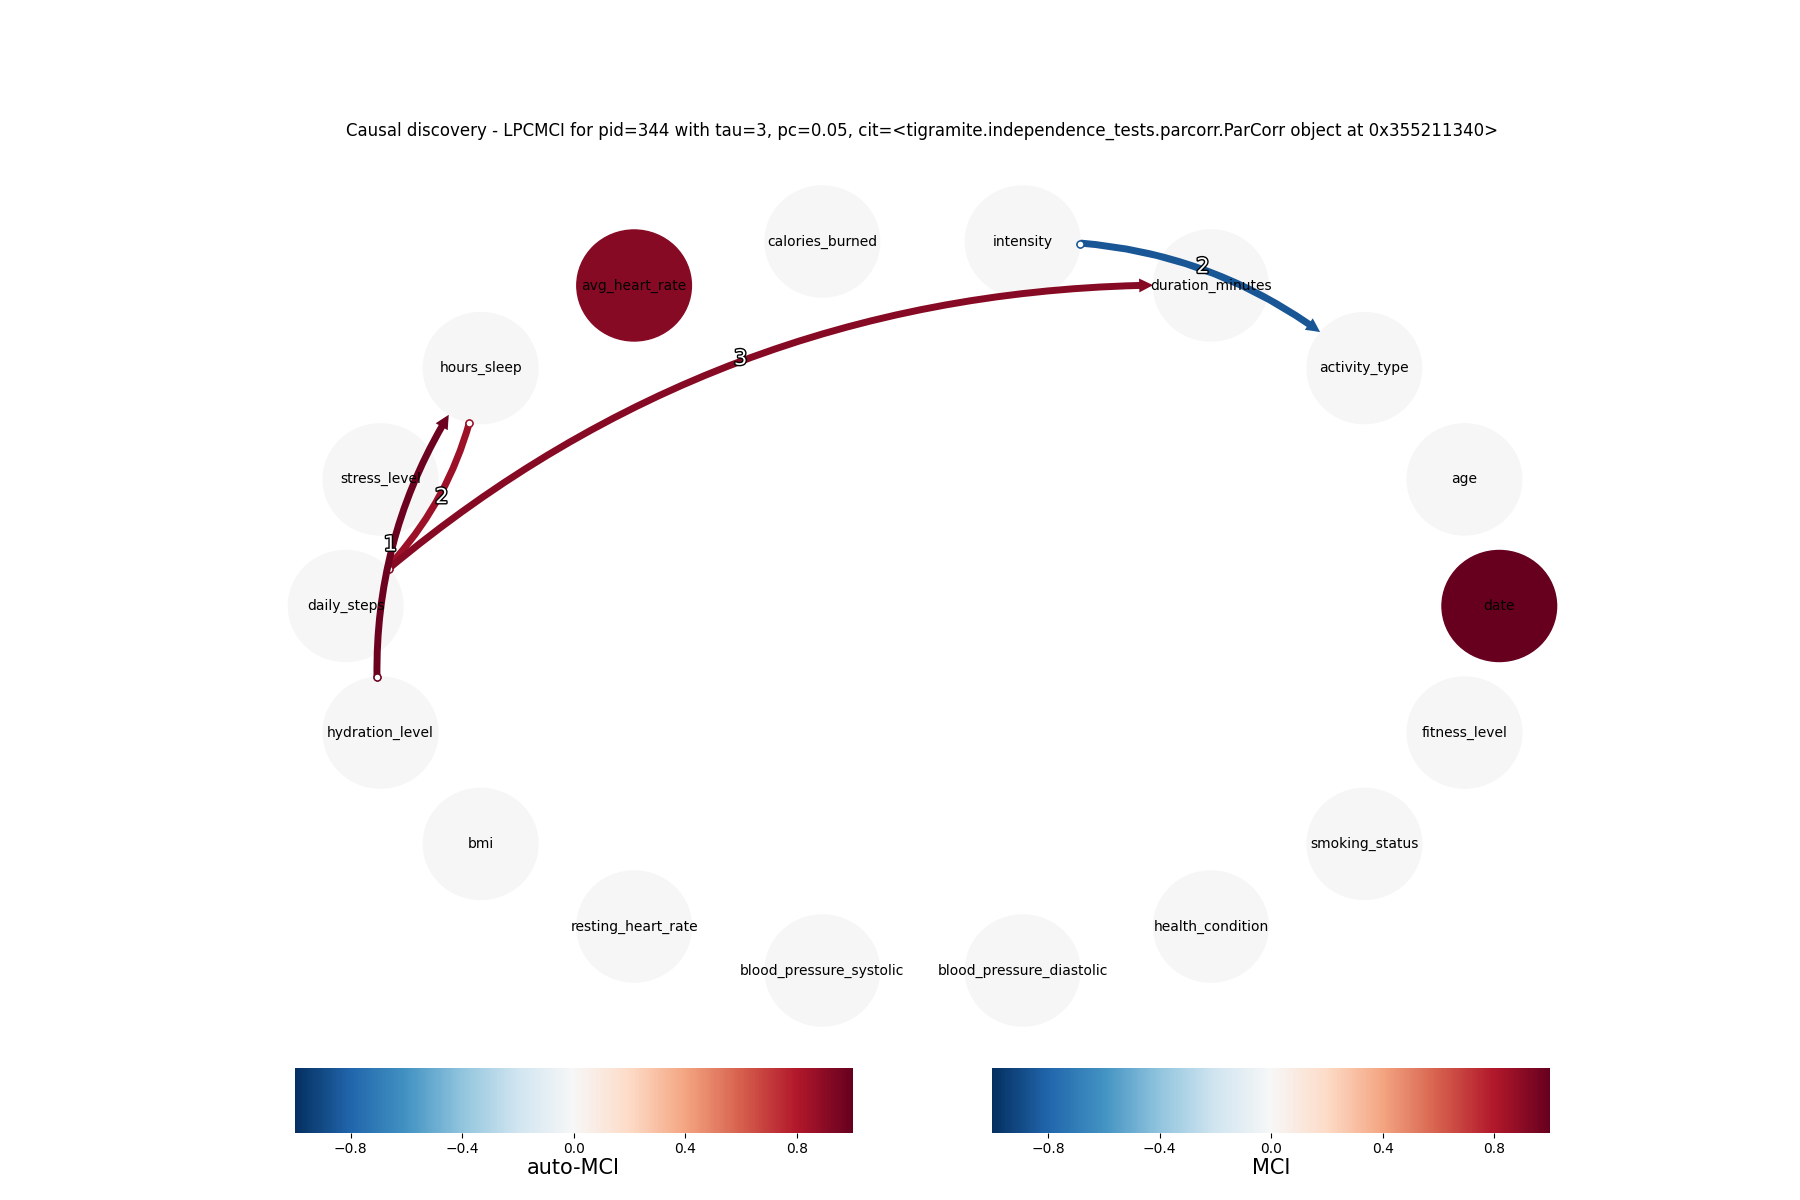 Causal discovery - LPCMCI for pid=344 with tau=3, pc=0.05, cit=<tigramite.independence_tests.parcorr.ParCorr object at 0x355211340>
calories_burned
intensity
avg_heart_rate
duration_minutes
2
3
hours_sleep
activity_type
stress_level
2
age
1
daily_steps
date
hydration_level
fitness_level
bmi
smoking_status
resting_heart_rate
health_condition
blood_pressure_systolic
blood_pressure_diastolic
−0.8 −0.4 0.0 0.4 0.8
auto-MCI
−0.8 −0.4 0.0 0.4 0.8
MCI